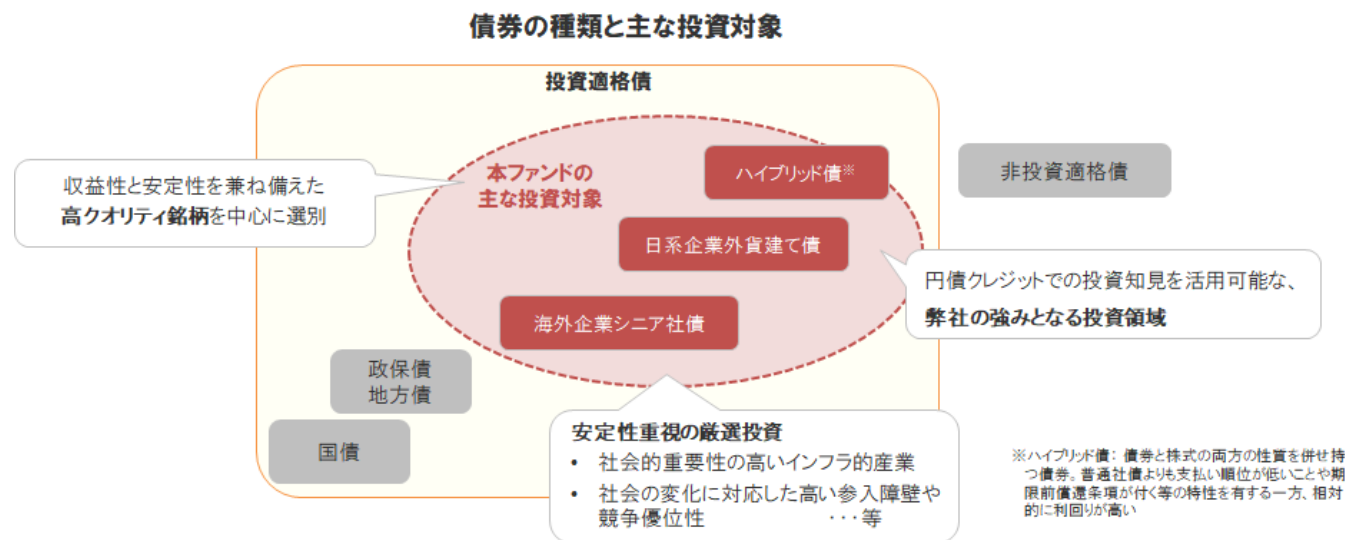 債券の種類と主な投資対象
投資適格債
収益性と安定性を兼ね備えた
高クオリティ銘柄を中心に選別
本ファンドの
主な投資対象
ハイブリッド債※
非投資適格債
日系企業外貨建て債
円債クレジットでの投資知見を活用可能な、
弊社の強みとなる投資領域
海外企業シニア社債
政保債
地方債
国債
安定性重視の厳選投資
• 社会的重要性の高いインフラ的産業
• 社会の変化に対応した高い参入障壁や
競争優位性 ・・・等
※ハイブリッド債： 債券と株式の両方の性質を併せ持
つ債券。普通社債よりも支払い順位が低いことや期
限前償還条項が付く等の特性を有する一方、相対
的に利回りが高い